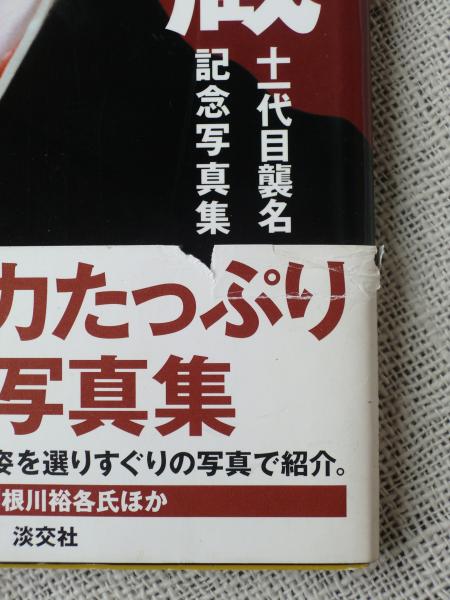 蔵
十一代目襲名
記念写真集
力たっぷり
写真集
姿を選りすぐりの写真で紹介。
根川裕各氏ほか
淡交社